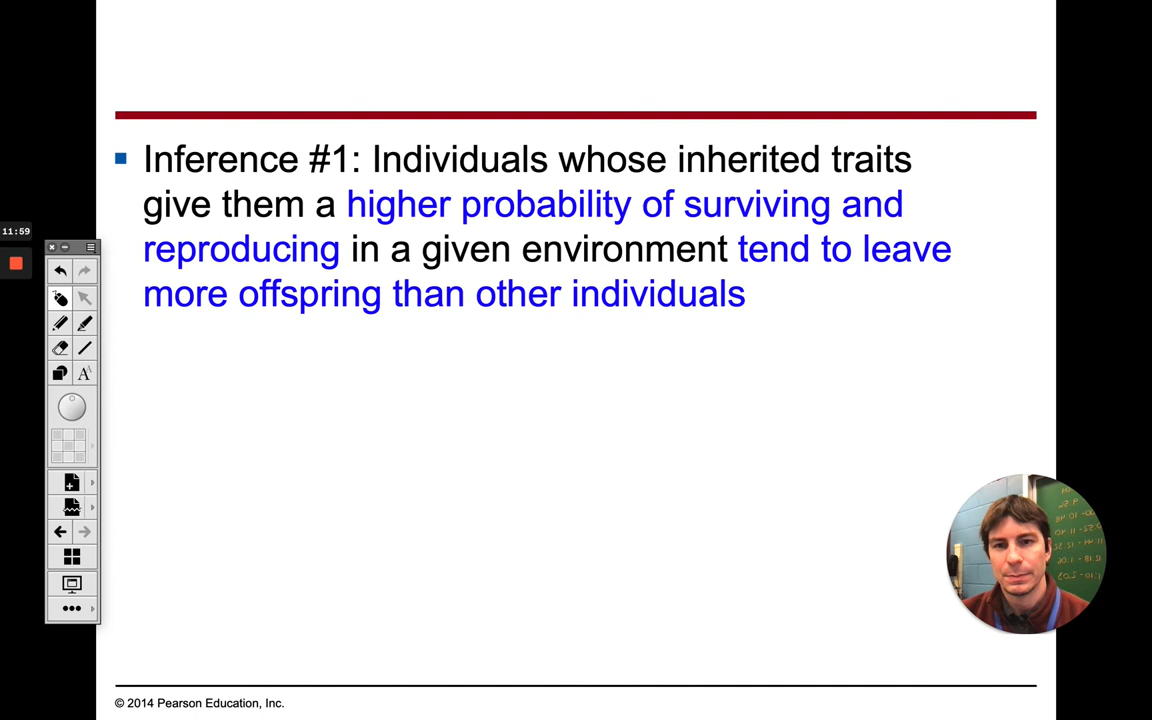 Inference #1: Individuals whose inherited traits
give them a higher probability of surviving and
reproducing in a given environment tend to leave
more offspring than other individuals
11:59
A
© 2014 Pearson Education, Inc.